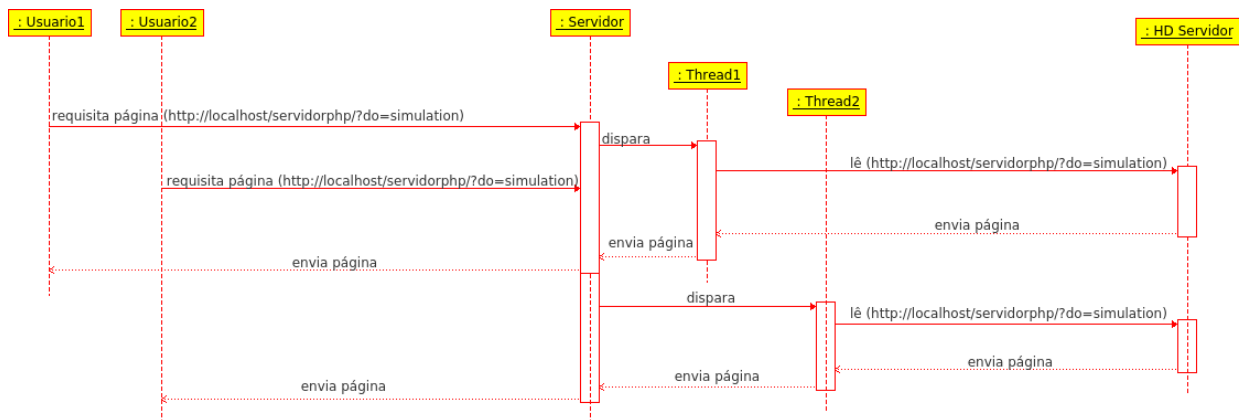 : Usuario1
: Usuario2
: Servidor
: HD Servidor
: Thread1
: Thread2
requisita página (http://localhost/servidorphp/?do=simulation)
dispara
lê (http://localhost/servidorphp/?do=simulation)
requisita página (http://localhost/servidorphp/?do=simulation)
envia página
envia página
envia página
dispara
lê (http://localhost/servidorphp/?do=simulation)
envia página
envia página
envia página